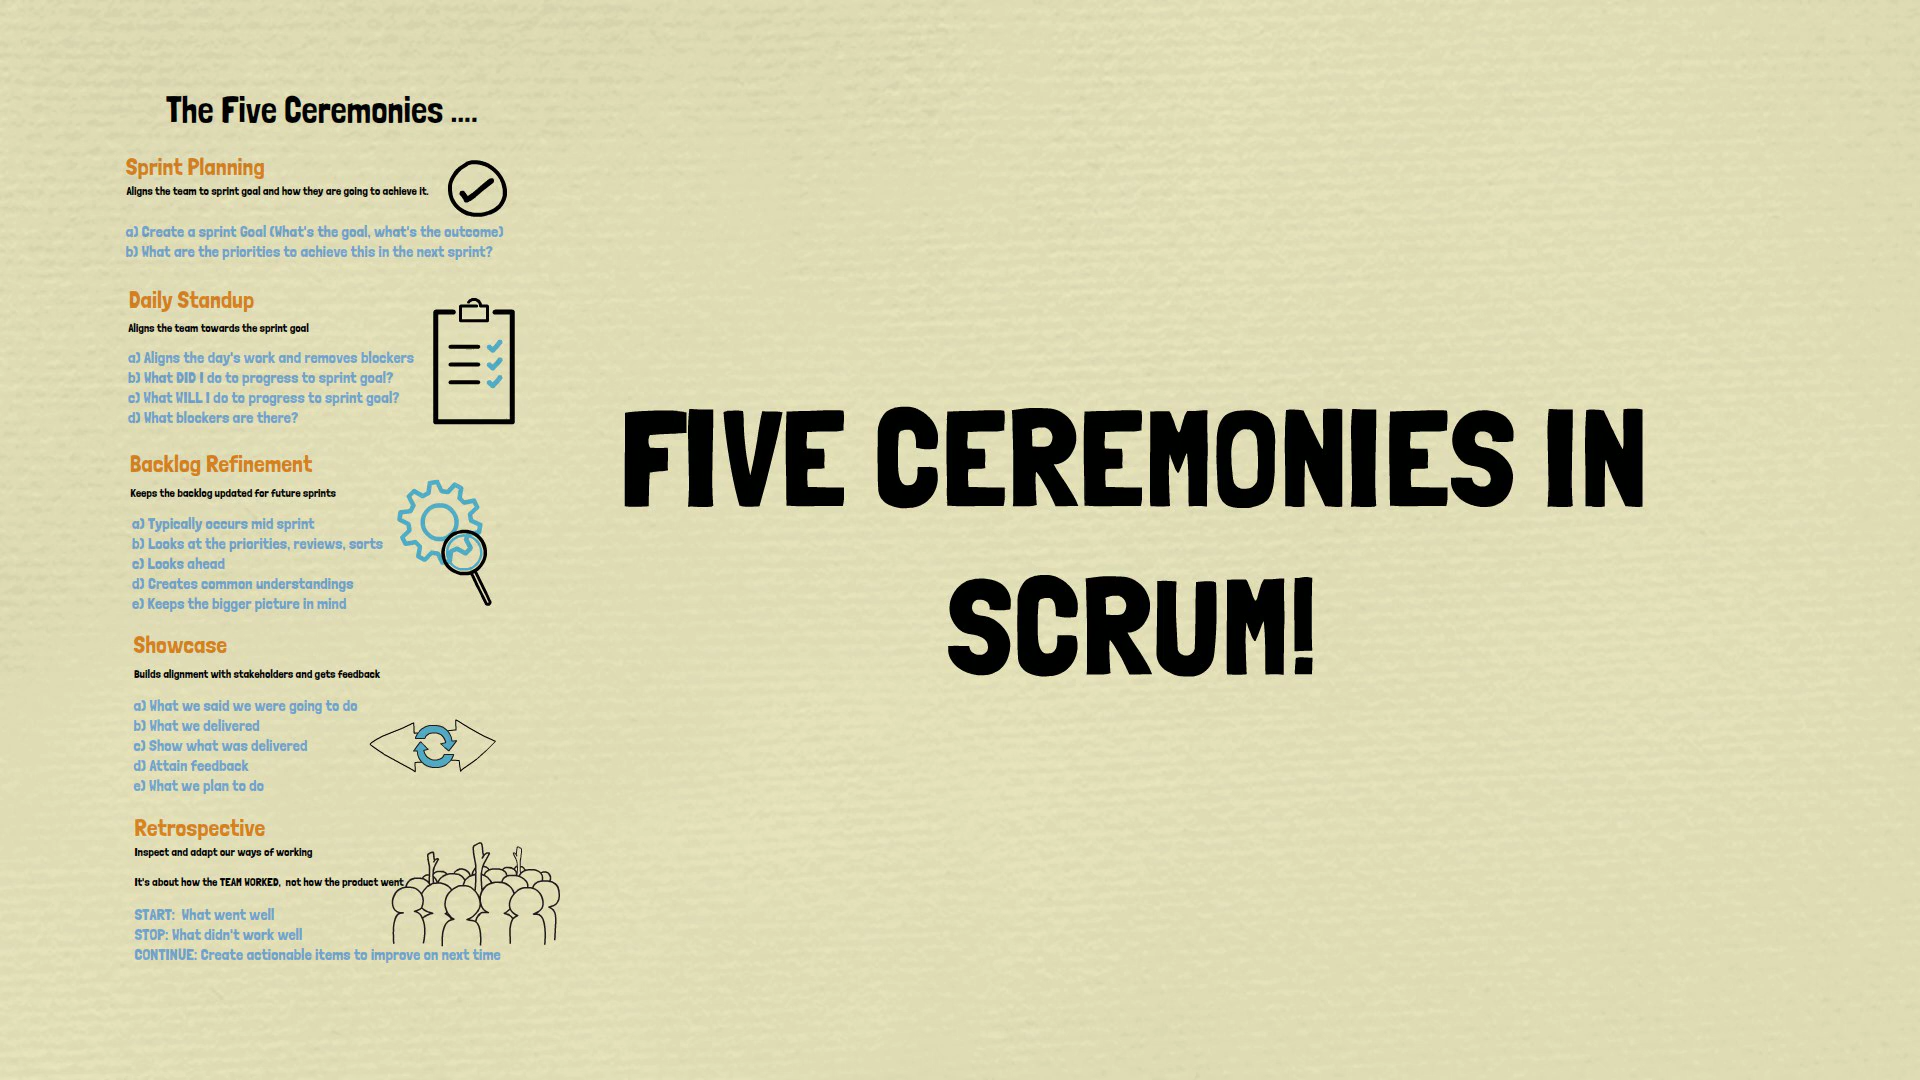 The Five Ceremonies ....
Sprint Planning
Aligns the team to sprint goal and how they are going to achieve it.
a) Create a sprint Goal (What's the goal, what's the outcome)
b) What are the priorities to achieve this in the next sprint?
Daily Standup
Aligns the team towards the sprint goal
a) Aligns the day's work and removes blockers
b) What DID I do to progress to sprint goal?
c) What WILL I do to progress to sprint goal?
d) What blockers are there?
Backlog Refinement
Keeps the backlog updated for future sprints
a) Typically occurs mid sprint
b) Looks at the priorities, reviews, sorts
c) Looks ahead
d) Creates common understandings
e) Keeps the bigger picture in mind
Showcase
Builds alignment with stakeholders and gets feedback
a) What we said we were going to do
b) What we delivered
c) Show what was delivered
d) Attain feedback
e) What we plan to do
Retrospective
Inspect and adapt our ways of working
It's about how the TEAM WORKED, not how the product went
START: What went well
STOP: What didn't work well
CONTINUE: Create actionable items to improve on next time
FIVE CEREMONIES IN
SCRUM!